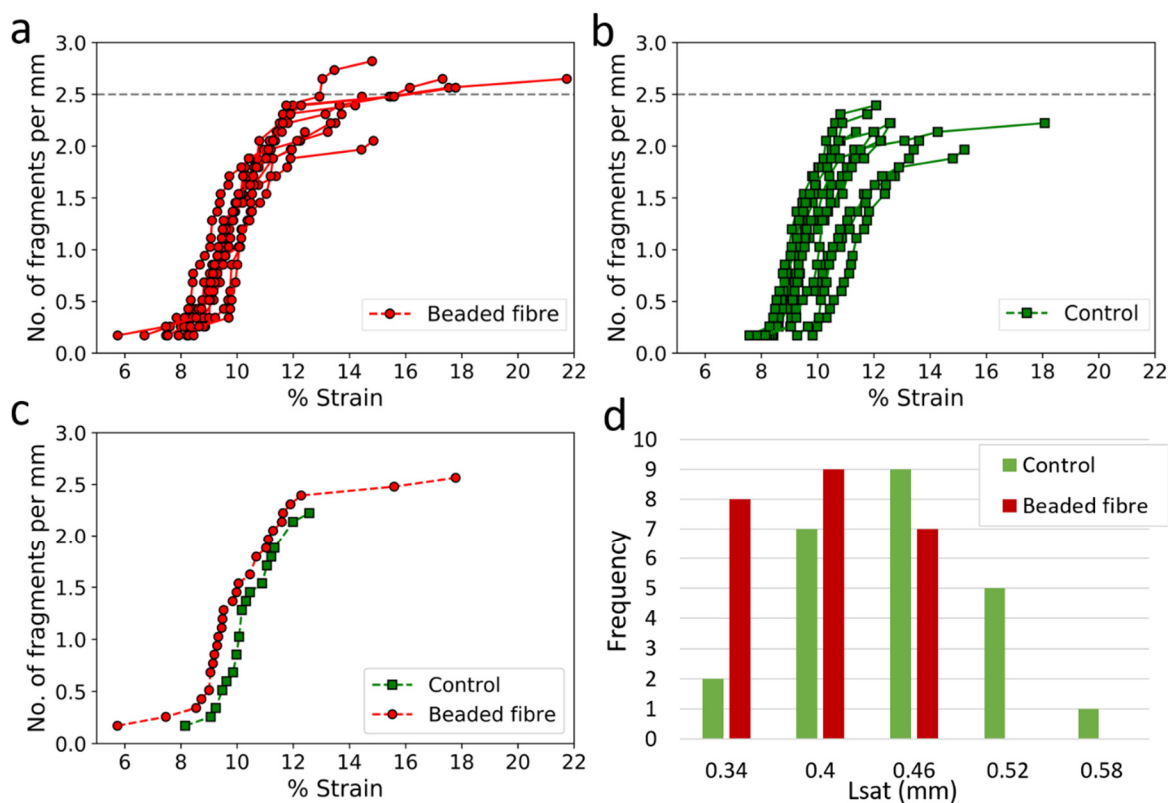 a
3.0
2.5
2.0
1.5
1.0
0.5
0.0
No. of fragments per mm
6 8 10 12 14 16 18 20 22
% Strain
Beaded fibre
b
3.0
2.5
2.0
1.5
1.0
0.5
0.0
No. of fragments per mm
6 8 10 12 14 16 18 20 22
% Strain
Control
c
3.0
2.5
2.0
1.5
1.0
0.5
0.0
No. of fragments per mm
6 8 10 12 14 16 18 20 22
% Strain
Control
Beaded fibre
d
10
9
8
7
6
5
4
3
2
1
0
Frequency
0.34 0.4 0.46 0.52 0.58
Lsat (mm)
Control
Beaded fibre